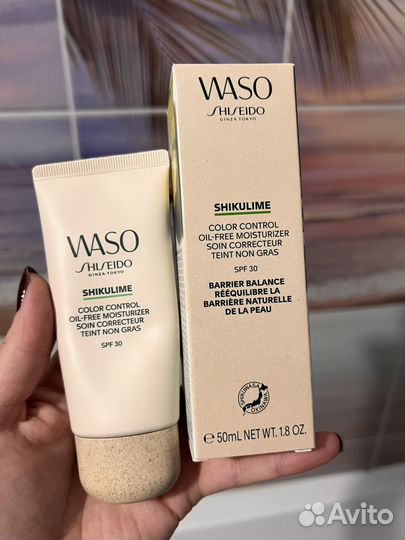 WASO
SHISEIDO
GINZA TOKYO
SHIKULIME
COLOR CONTROL
OIL-FREE MOISTURIZER
SOIN CORRECTEUR
TEINT NON GRAS
SPF 30
WASO
SHISEIDO
GINZA TOKYO
SHIKULIME
COLOR CONTROL
OIL-FREE MOISTURIZER
SOIN CORRECTEUR
TEINT NON GRAS
SPF 30
BARRIER BALANCE
RÉÉQUILIBRE LA
BARRIÈRE NATURELLE
DE LA PEAU
SHIKUWASA
OKINAWA
℮ 50mL NET WT. 1.8 OZ.
Avito